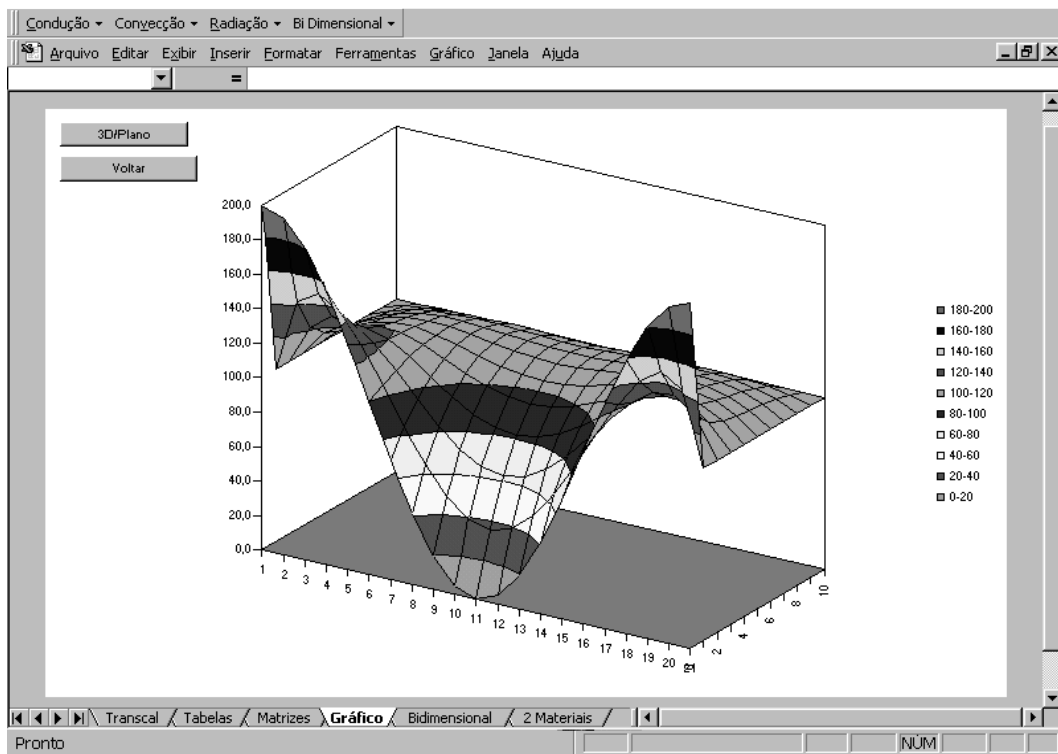 Condução Convecção Radiação Bi Dimensional
Arquivo Editar Exibir Inserir Formatar Ferramentas Gráfico Janela Ajuda
=
3D/Plano
Voltar
200,0
180,0
160,0
140,0
120,0
100,0
80,0
60,0
40,0
20,0
0,0
1 2 3 4 5 6 7 8 9 10 11 12 13 14 15 16 17 18 19 20
2 4 6 8 10
180-200
160-180
140-160
120-140
100-120
80-100
60-80
40-60
20-40
0-20
Transcal Tabelas Matrizes Gráfico Bidimensional 2 Materiais
Pronto NÚM